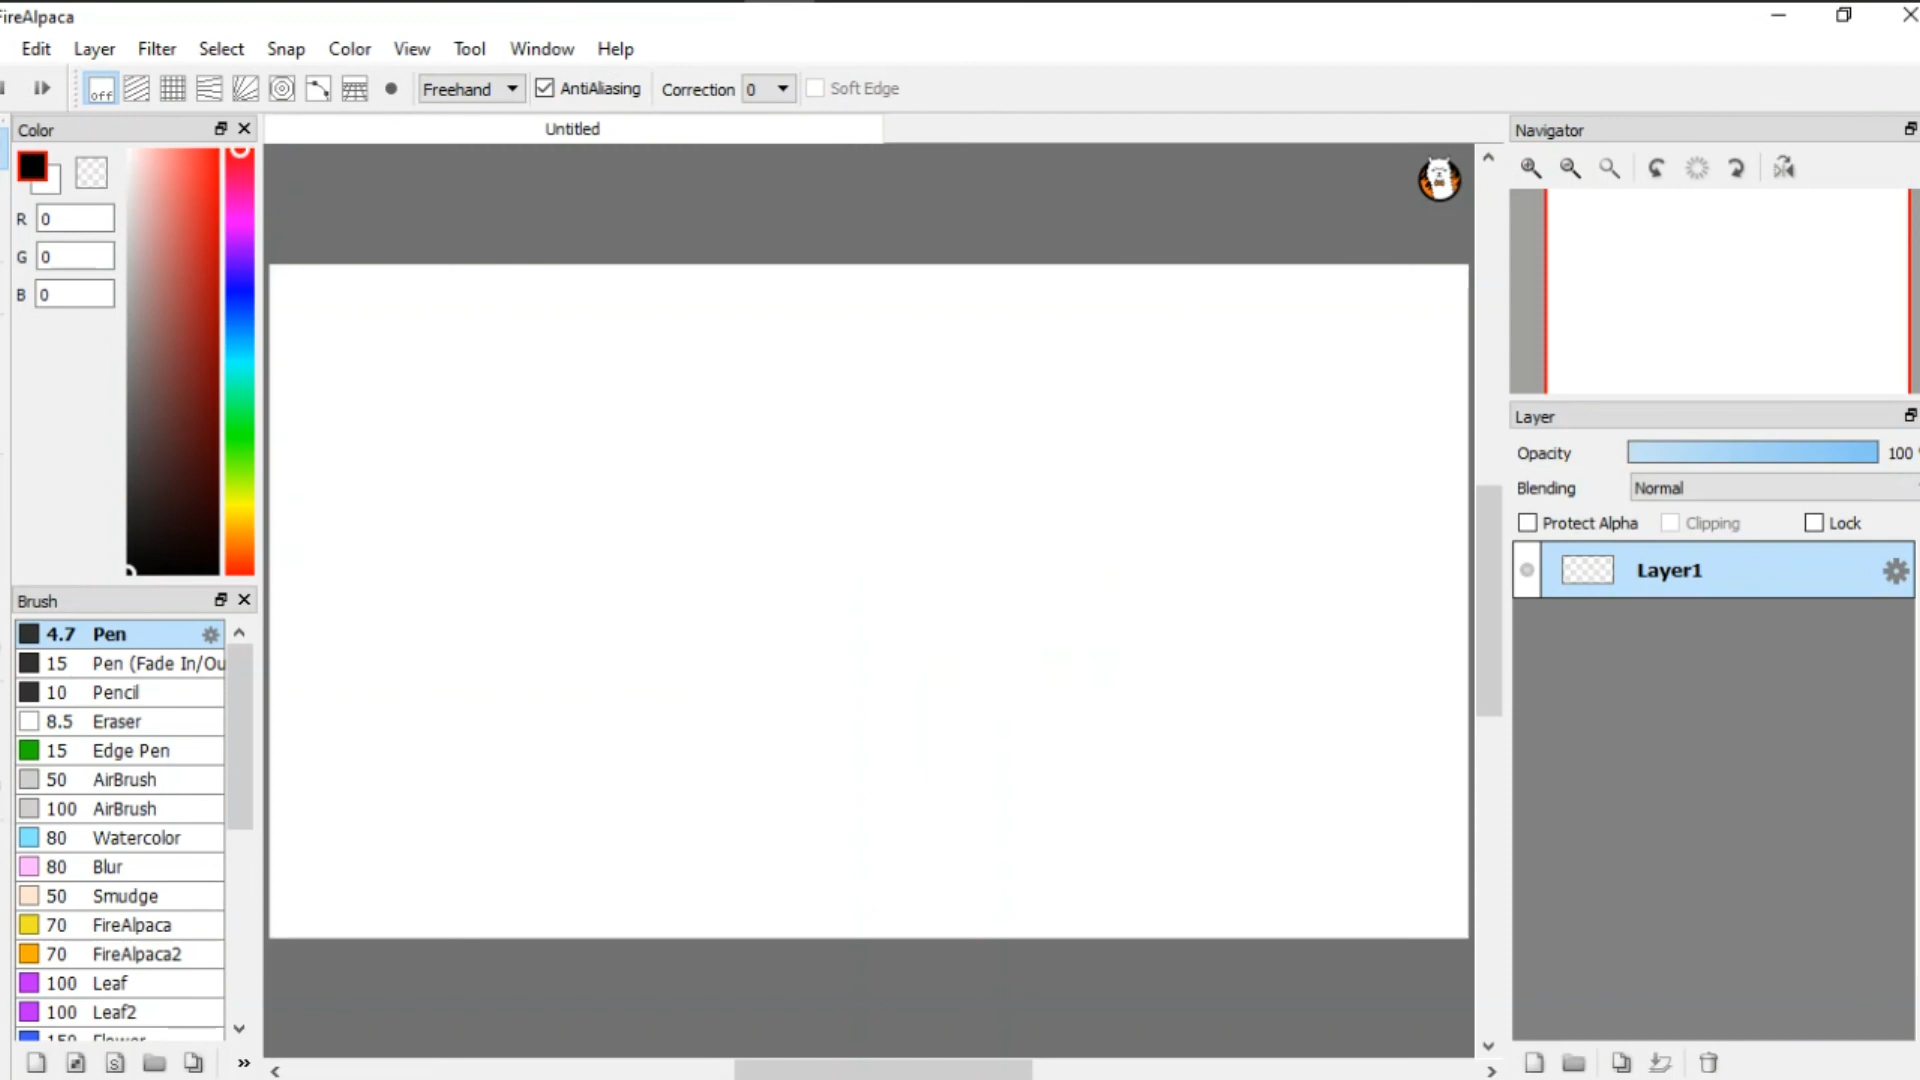 FireAlpaca
Edit Layer Filter Select Snap Color View Tool Window Help
off Freehand AntiAliasing Correction 0 Soft Edge
Color
Untitled
Navigator
R 0
G 0
B 0
Layer
Opacity 100
Blending Normal
Protect Alpha Clipping Lock
Layer1
Brush
4.7 Pen
15 Pen (Fade In/Ou
10 Pencil
8.5 Eraser
15 Edge Pen
50 AirBrush
100 AirBrush
80 Watercolor
80 Blur
50 Smudge
70 FireAlpaca
70 FireAlpaca2
100 Leaf
100 Leaf2
150 Flower
S